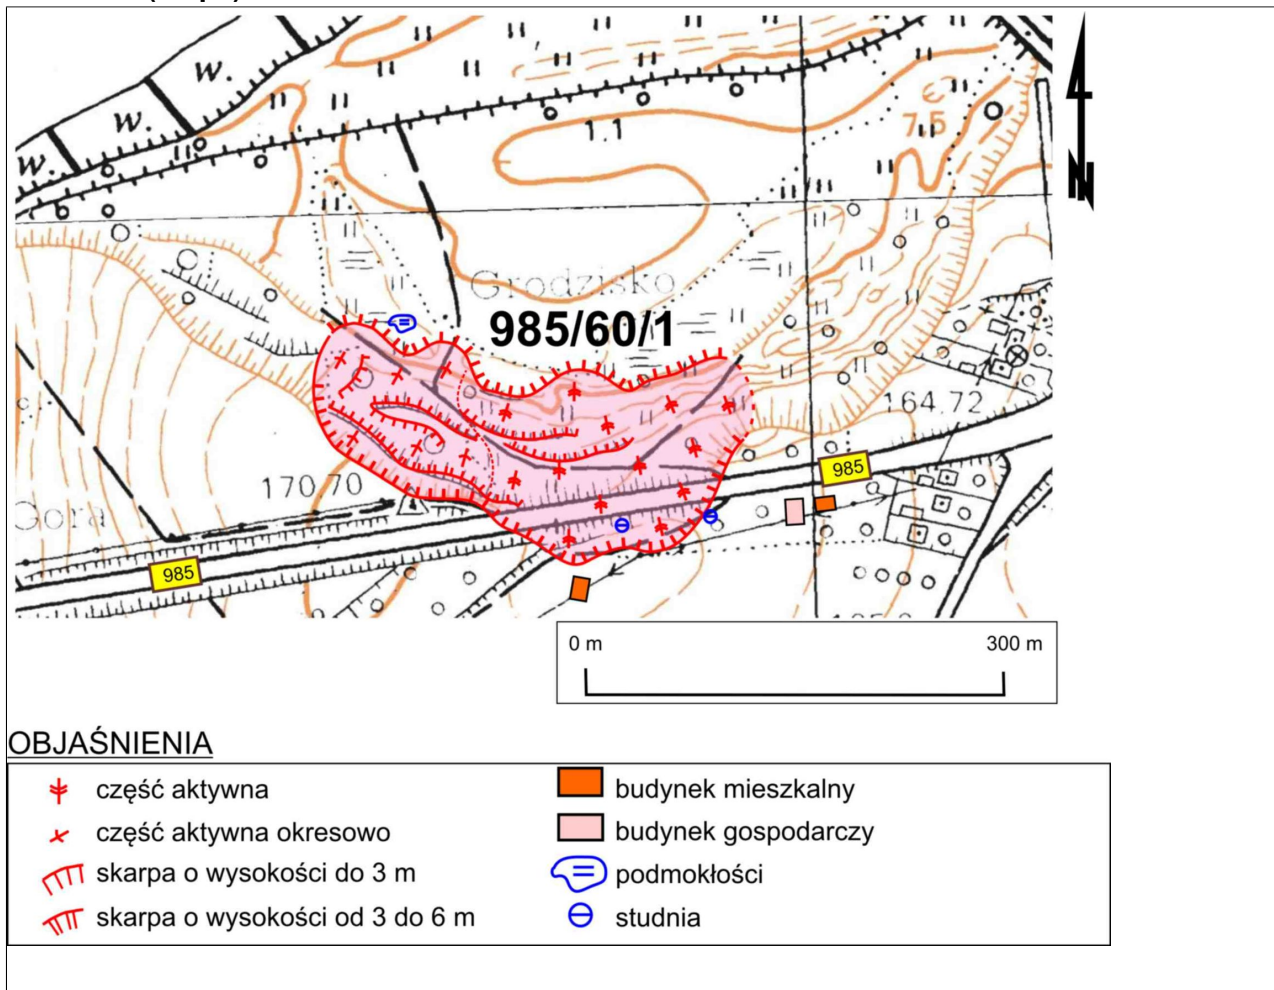 w.
w.
w.
1.1
7,5
N
Grodzisko
985/60/1
164,72
170,70
985
Gora
985
0 m 300 m
OBJAŚNIENIA
część aktywna
część aktywna okresowo
skarpa o wysokości do 3 m
skarpa o wysokości od 3 do 6 m
budynek mieszkalny
budynek gospodarczy
podmokłości
studnia